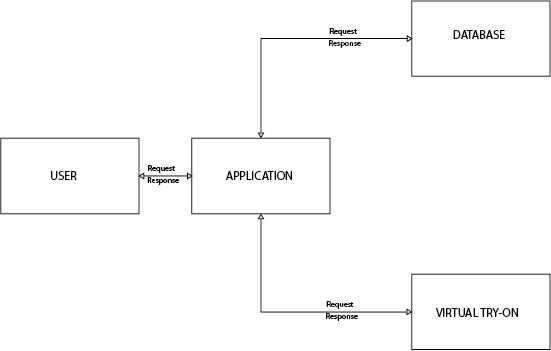 Request
Response
DATABASE
USER
Request
Response
APPLICATION
Request
Response
VIRTUAL TRY-ON